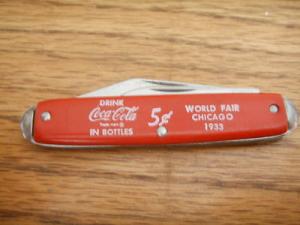 DRINK
Coca-Cola
IN BOTTLES
5¢
WORLD FAIR
CHICAGO
1933